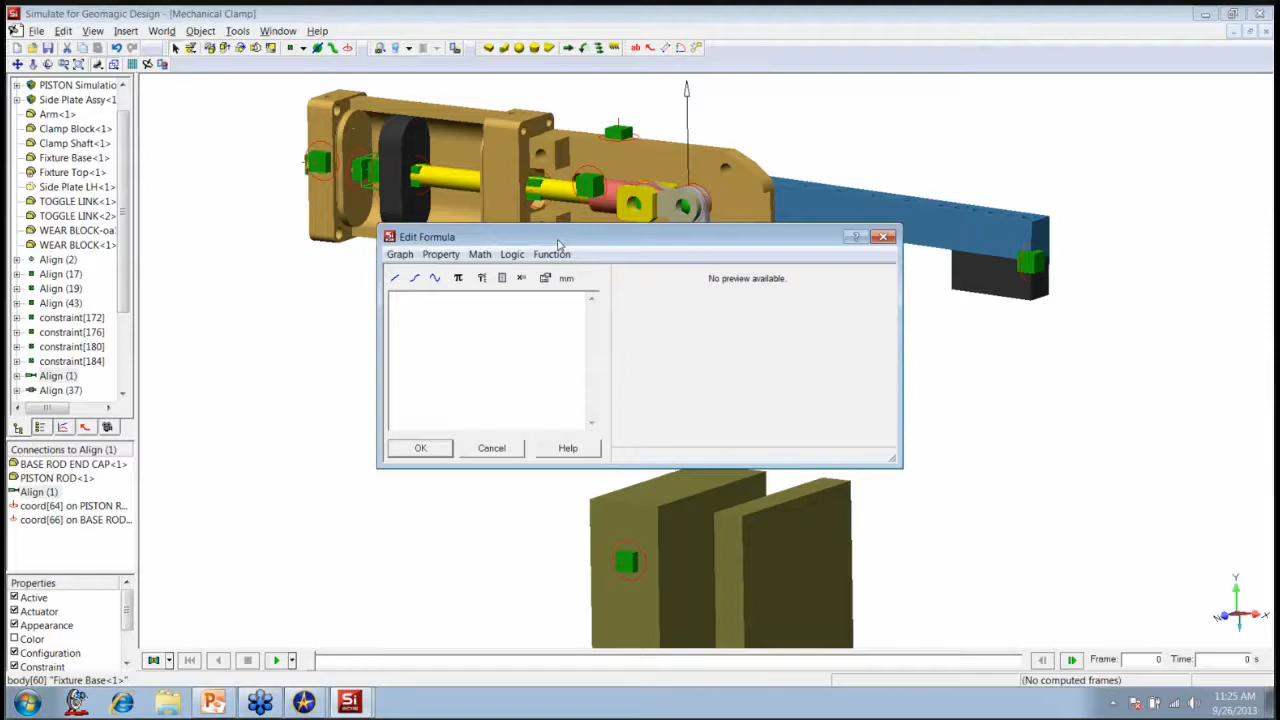 Simulate for Geomagic Design - [Mechanical Clamp]
File Edit View Insert World Object Tools Window Help
PISTON Simulatio
Side Plate Assy<1
Arm<1>
Clamp Block<1>
Clamp Shaft<1>
Fixture Base<1>
Fixture Top<1>
Side Plate LH<1>
TOGGLE LINK<1>
TOGGLE LINK<2>
WEAR BLOCK-oa
WEAR BLOCK<1>
Align (2)
Align (17)
Align (19)
Align (43)
constraint[172]
constraint[176]
constraint[180]
constraint[184]
Align (1)
Align (37)
Connections to Align (1)
BASE ROD END CAP<1>
PISTON ROD<1>
Align (1)
coord[64] on PISTON R...
coord[66] on BASE ROD...
Properties
Active
Actuator
Appearance
Color
Configuration
Constraint
Edit Formula
Graph Property Math Logic Function
mm
No preview available.
OK Cancel Help
Y
X
Frame: 0 Time: 0 s
body[60] "Fixture Base<1>"
(No computed frames)
11:25 AM
9/26/2013